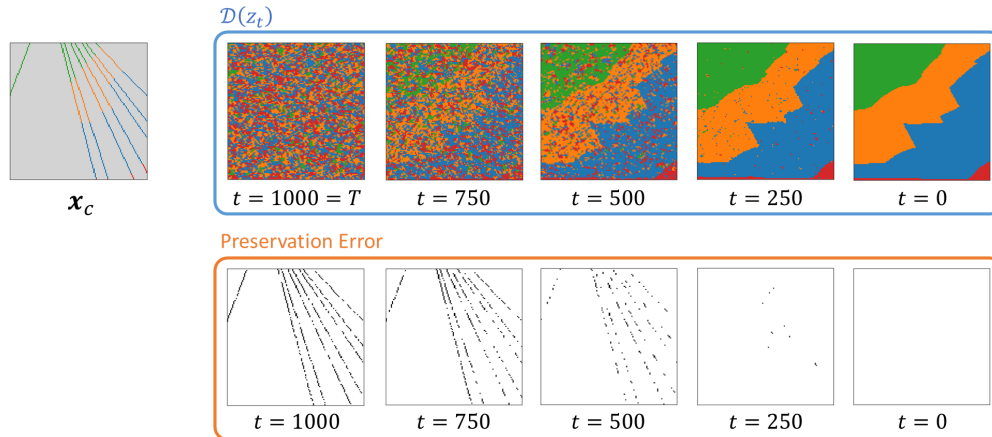 𝒟(z_t)
x_c
t = 1000 = T t = 750 t = 500 t = 250 t = 0
Preservation Error
t = 1000 t = 750 t = 500 t = 250 t = 0